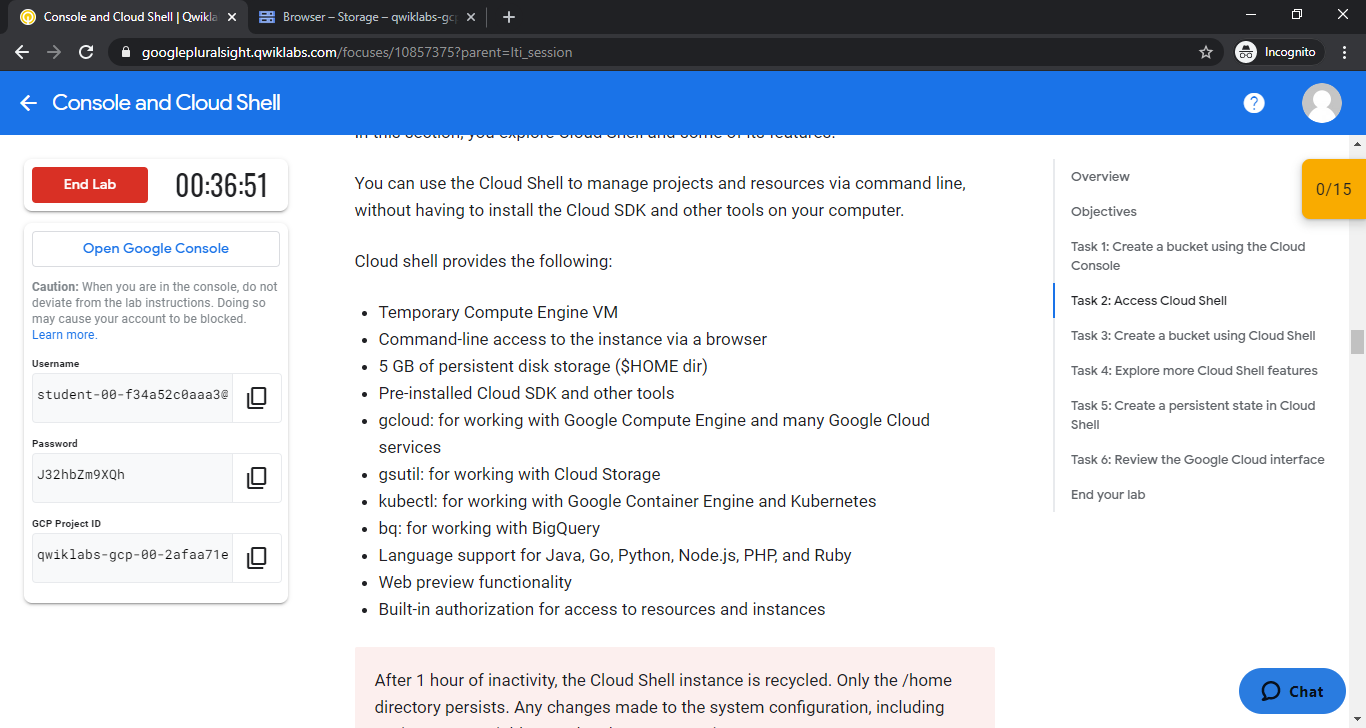 Console and Cloud Shell | Qwikla
Browser – Storage – qwiklabs-gcp
googlepluralsight.qwiklabs.com/focuses/10857375?parent=lti_session
Incognito
Console and Cloud Shell
In this section, you explore Cloud Shell and some of its features.
End Lab
00:36:51
Open Google Console
Caution: When you are in the console, do not
deviate from the lab instructions. Doing so
may cause your account to be blocked.
Learn more.
Username
student-00-f34a52c0aaa3@
Password
J32hbZm9XQh
GCP Project ID
qwiklabs-gcp-00-2afaa71e
You can use the Cloud Shell to manage projects and resources via command line,
without having to install the Cloud SDK and other tools on your computer.
Cloud shell provides the following:
• Temporary Compute Engine VM
• Command-line access to the instance via a browser
• 5 GB of persistent disk storage ($HOME dir)
• Pre-installed Cloud SDK and other tools
• gcloud: for working with Google Compute Engine and many Google Cloud
services
• gsutil: for working with Cloud Storage
• kubectl: for working with Google Container Engine and Kubernetes
• bq: for working with BigQuery
• Language support for Java, Go, Python, Node.js, PHP, and Ruby
• Web preview functionality
• Built-in authorization for access to resources and instances
After 1 hour of inactivity, the Cloud Shell instance is recycled. Only the /home
directory persists. Any changes made to the system configuration, including
Overview
Objectives
Task 1: Create a bucket using the Cloud
Console
Task 2: Access Cloud Shell
Task 3: Create a bucket using Cloud Shell
Task 4: Explore more Cloud Shell features
Task 5: Create a persistent state in Cloud
Shell
Task 6: Review the Google Cloud interface
End your lab
0/15
Chat